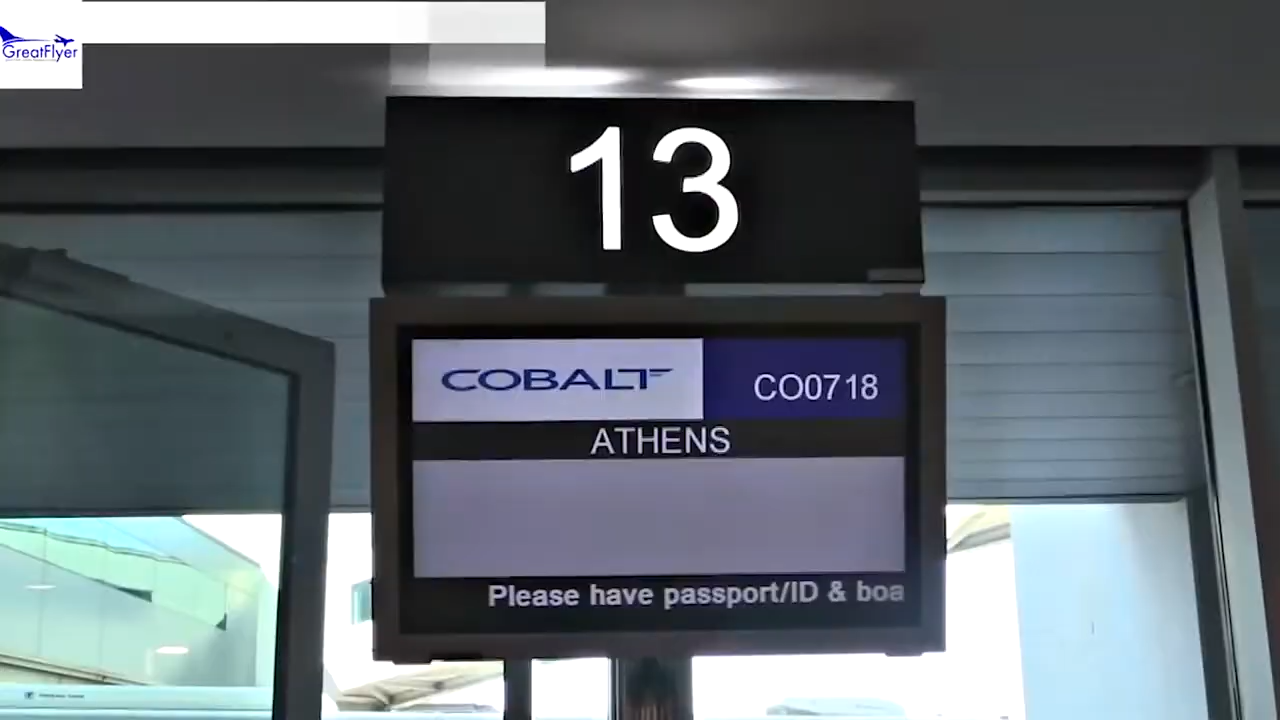 GreatFlyer
13
COBALT
CO0718
ATHENS
Please have passport/ID & boa